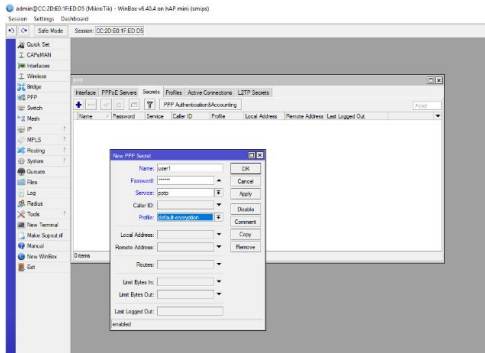 admin@CC:2D:E0:1F:ED:D5 (MikroTik) - WinBox v6.40.4 on hAP mini (smips)
Session Settings Dashboard
Safe Mode Session: CC:2D:E0:1F:ED:D5
Quick Set
CAPsMAN
Interfaces
Wireless
Bridge
PPP
Switch
Mesh
IP
MPLS
Routing
System
Queues
Files
Log
Radius
Tools
New Terminal
Make Supout.rif
Manual
New WinBox
Exit
PPP
Interface PPPoE Servers Secrets Profiles Active Connections L2TP Secrets
PPP Authentication&Accounting Find
Name Password Service Caller ID Profile Local Address Remote Address Last Logged Out
0 items
New PPP Secret
Name: user1 OK
Password: ****** Cancel
Service: pptp Apply
Caller ID: Disable
Profile: default-encryption Comment
Local Address: Copy
Remote Address: Remove
Routes:
Limit Bytes In:
Limit Bytes Out:
Last Logged Out:
enabled